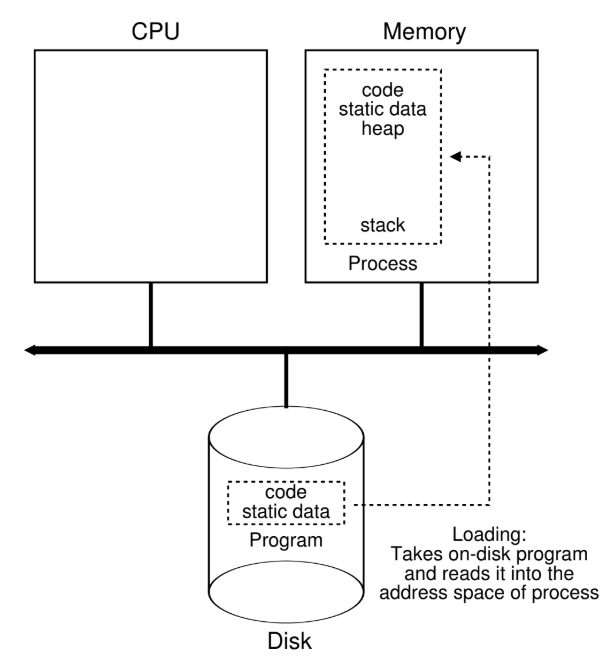 CPU
Memory
code
static data
heap
stack
Process
code
static data
Program
Loading:
Takes on-disk program
and reads it into the
address space of process
Disk